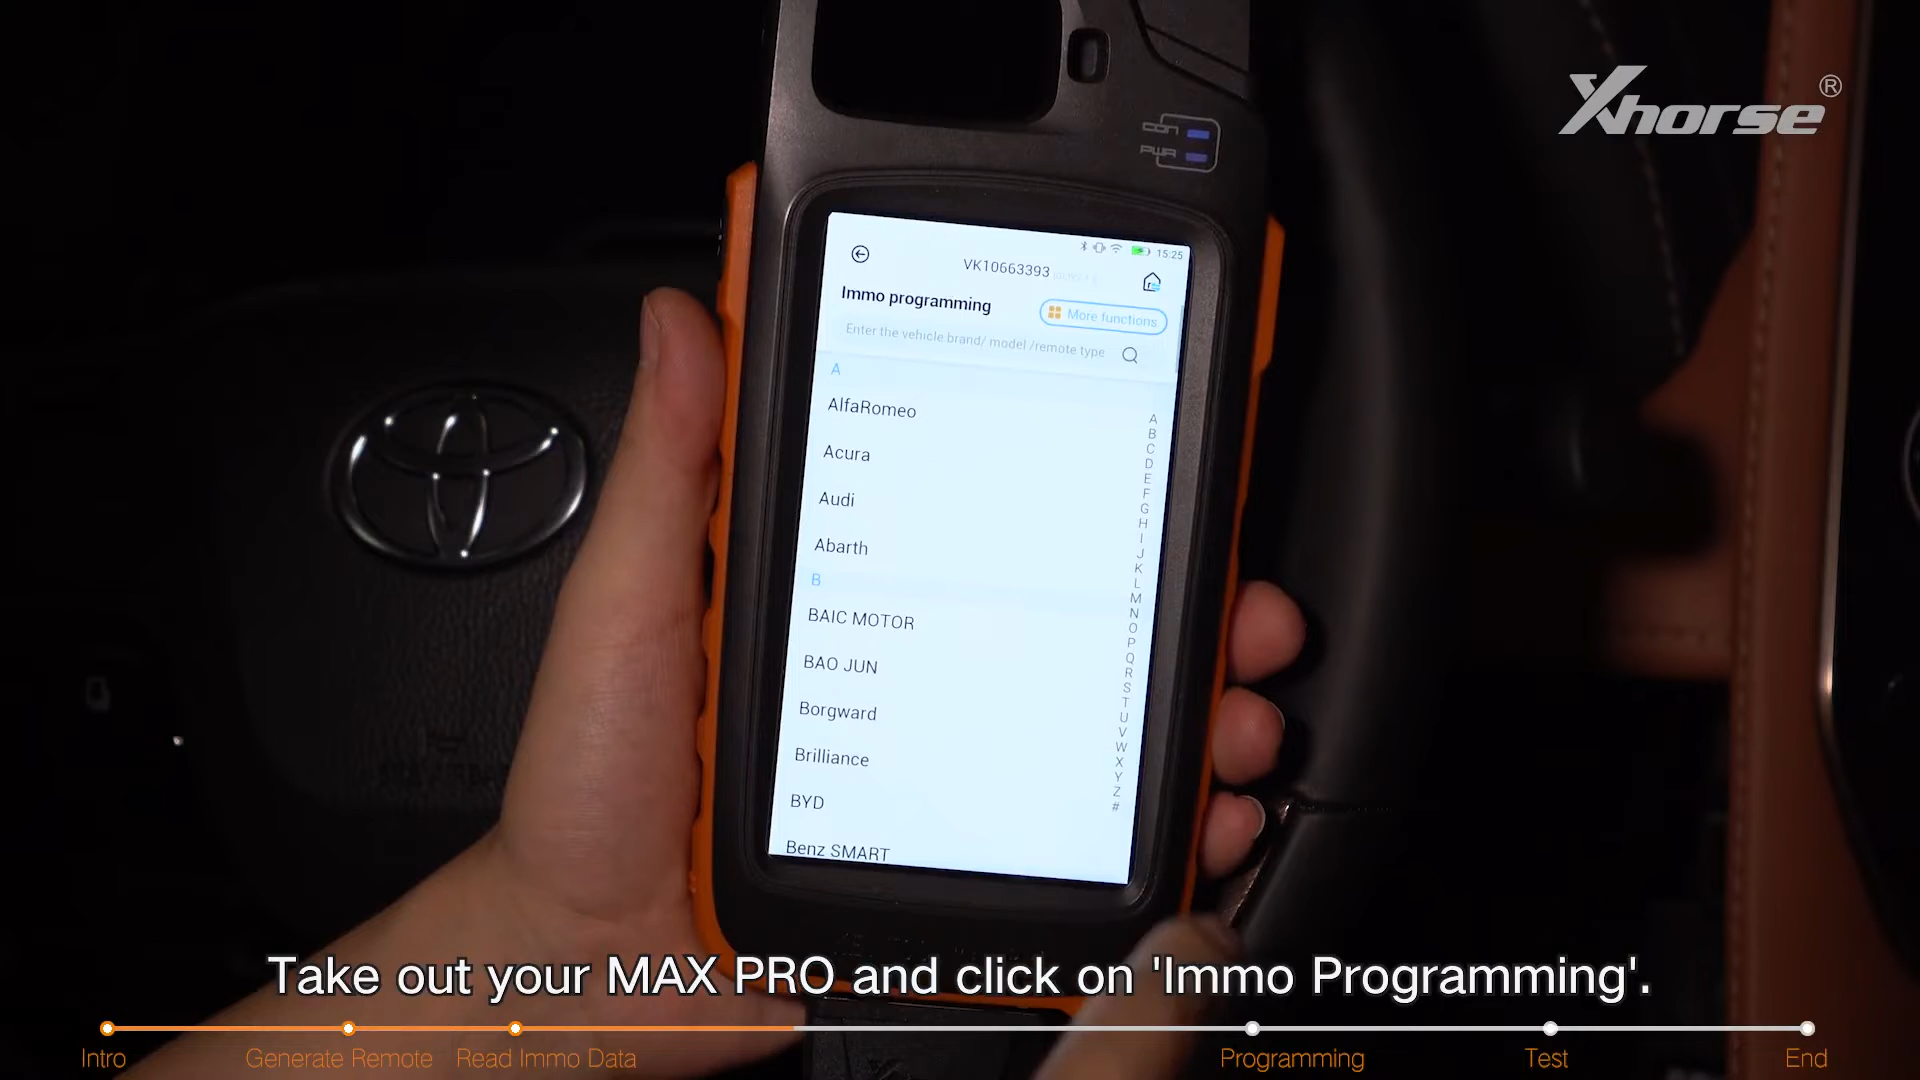 Xhorse®
CON
PWR
15:25
VK10663393
Immo programming
More functions
Enter the vehicle brand/ model /remote type
A
AlfaRomeo
Acura
Audi
Abarth
B
BAIC MOTOR
BAO JUN
Borgward
Brilliance
BYD
Benz SMART
A
B
C
D
E
F
G
H
I
J
K
L
M
N
O
P
Q
R
S
T
U
V
W
X
Y
Z
#
Take out your MAX PRO and click on 'Immo Programming'.
Intro
Generate Remote
Read Immo Data
Programming
Test
End